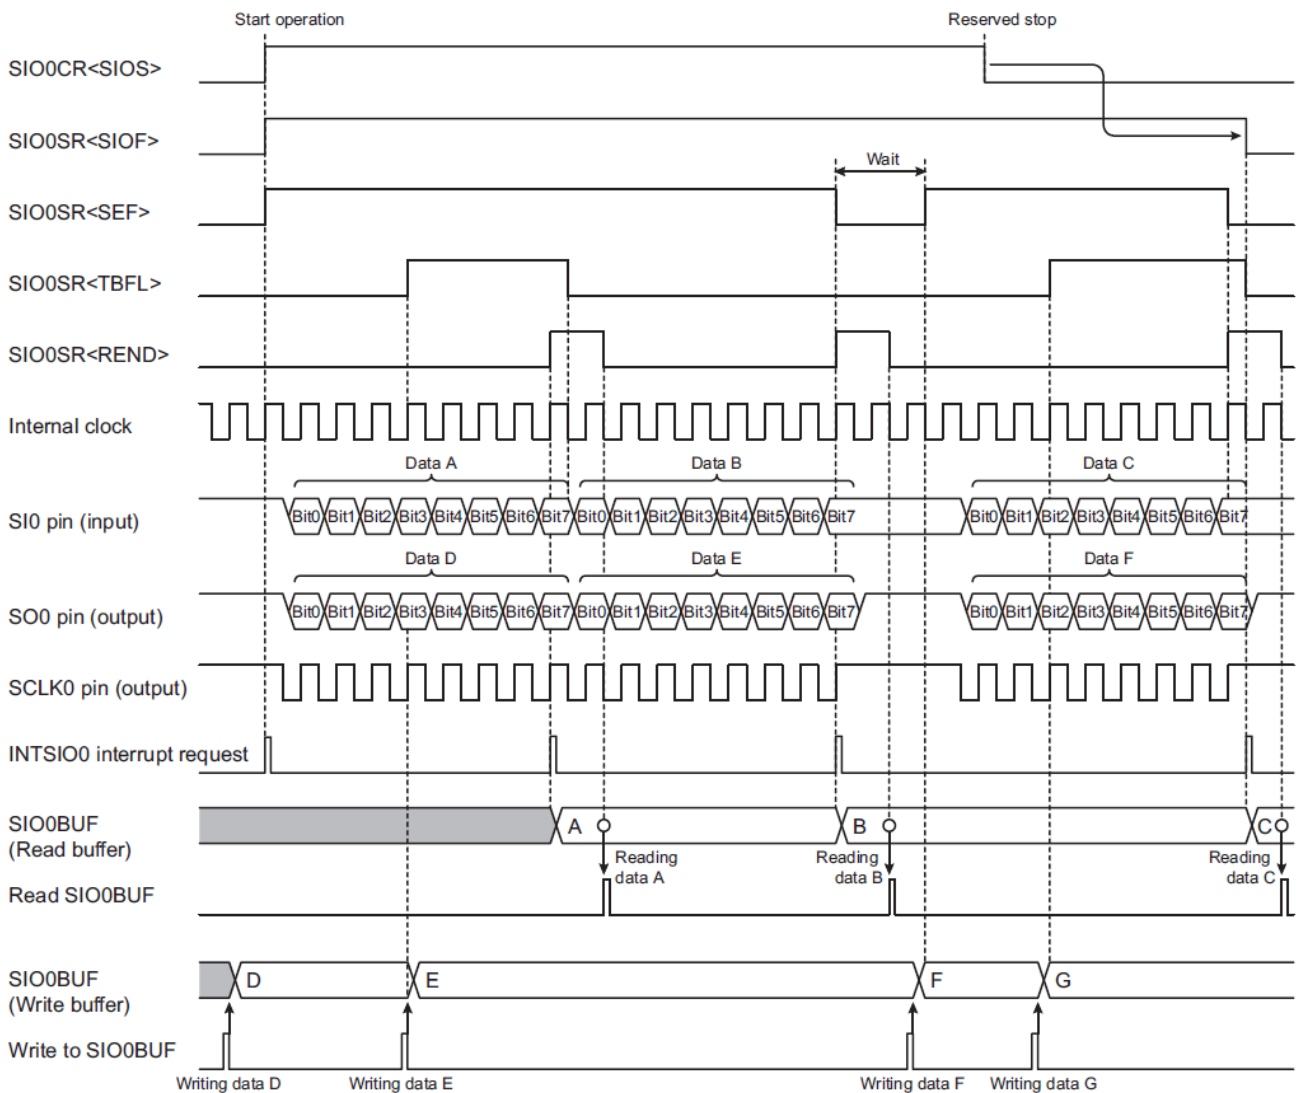 Start operation
Reserved stop
SIO0CR<SIOS>
SIO0SR<SIOF>
Wait
SIO0SR<SEF>
SIO0SR<TBFL>
SIO0SR<REND>
Internal clock
Data A
Data B
Data C
SI0 pin (input)
Bit0 Bit1 Bit2 Bit3 Bit4 Bit5 Bit6 Bit7 Bit0 Bit1 Bit2 Bit3 Bit4 Bit5 Bit6 Bit7 Bit0 Bit1 Bit2 Bit3 Bit4 Bit5 Bit6 Bit7
Data D
Data E
Data F
SO0 pin (output)
Bit0 Bit1 Bit2 Bit3 Bit4 Bit5 Bit6 Bit7 Bit0 Bit1 Bit2 Bit3 Bit4 Bit5 Bit6 Bit7 Bit0 Bit1 Bit2 Bit3 Bit4 Bit5 Bit6 Bit7
SCLK0 pin (output)
INTSIO0 interrupt request
SIO0BUF
(Read buffer)
A
B
C
Reading
data A
Reading
data B
Reading
data C
Read SIO0BUF
SIO0BUF
(Write buffer)
D
E
F
G
Write to SIO0BUF
Writing data D
Writing data E
Writing data F
Writing data G